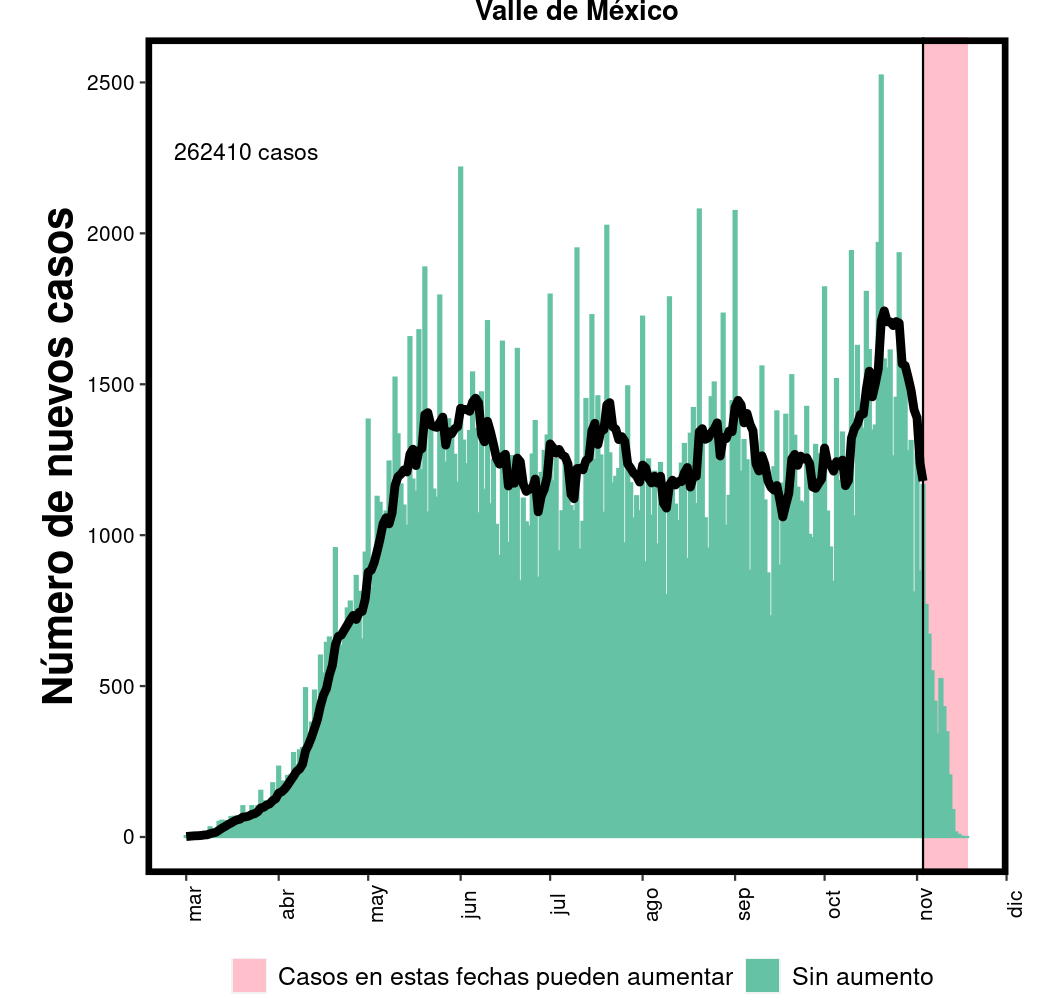 Valle de México
262410 casos
Número de nuevos casos
2500
2000
1500
1000
500
0
mar
abr
may
jun
jul
ago
sep
oct
nov
dic
Casos en estas fechas pueden aumentar
Sin aumento